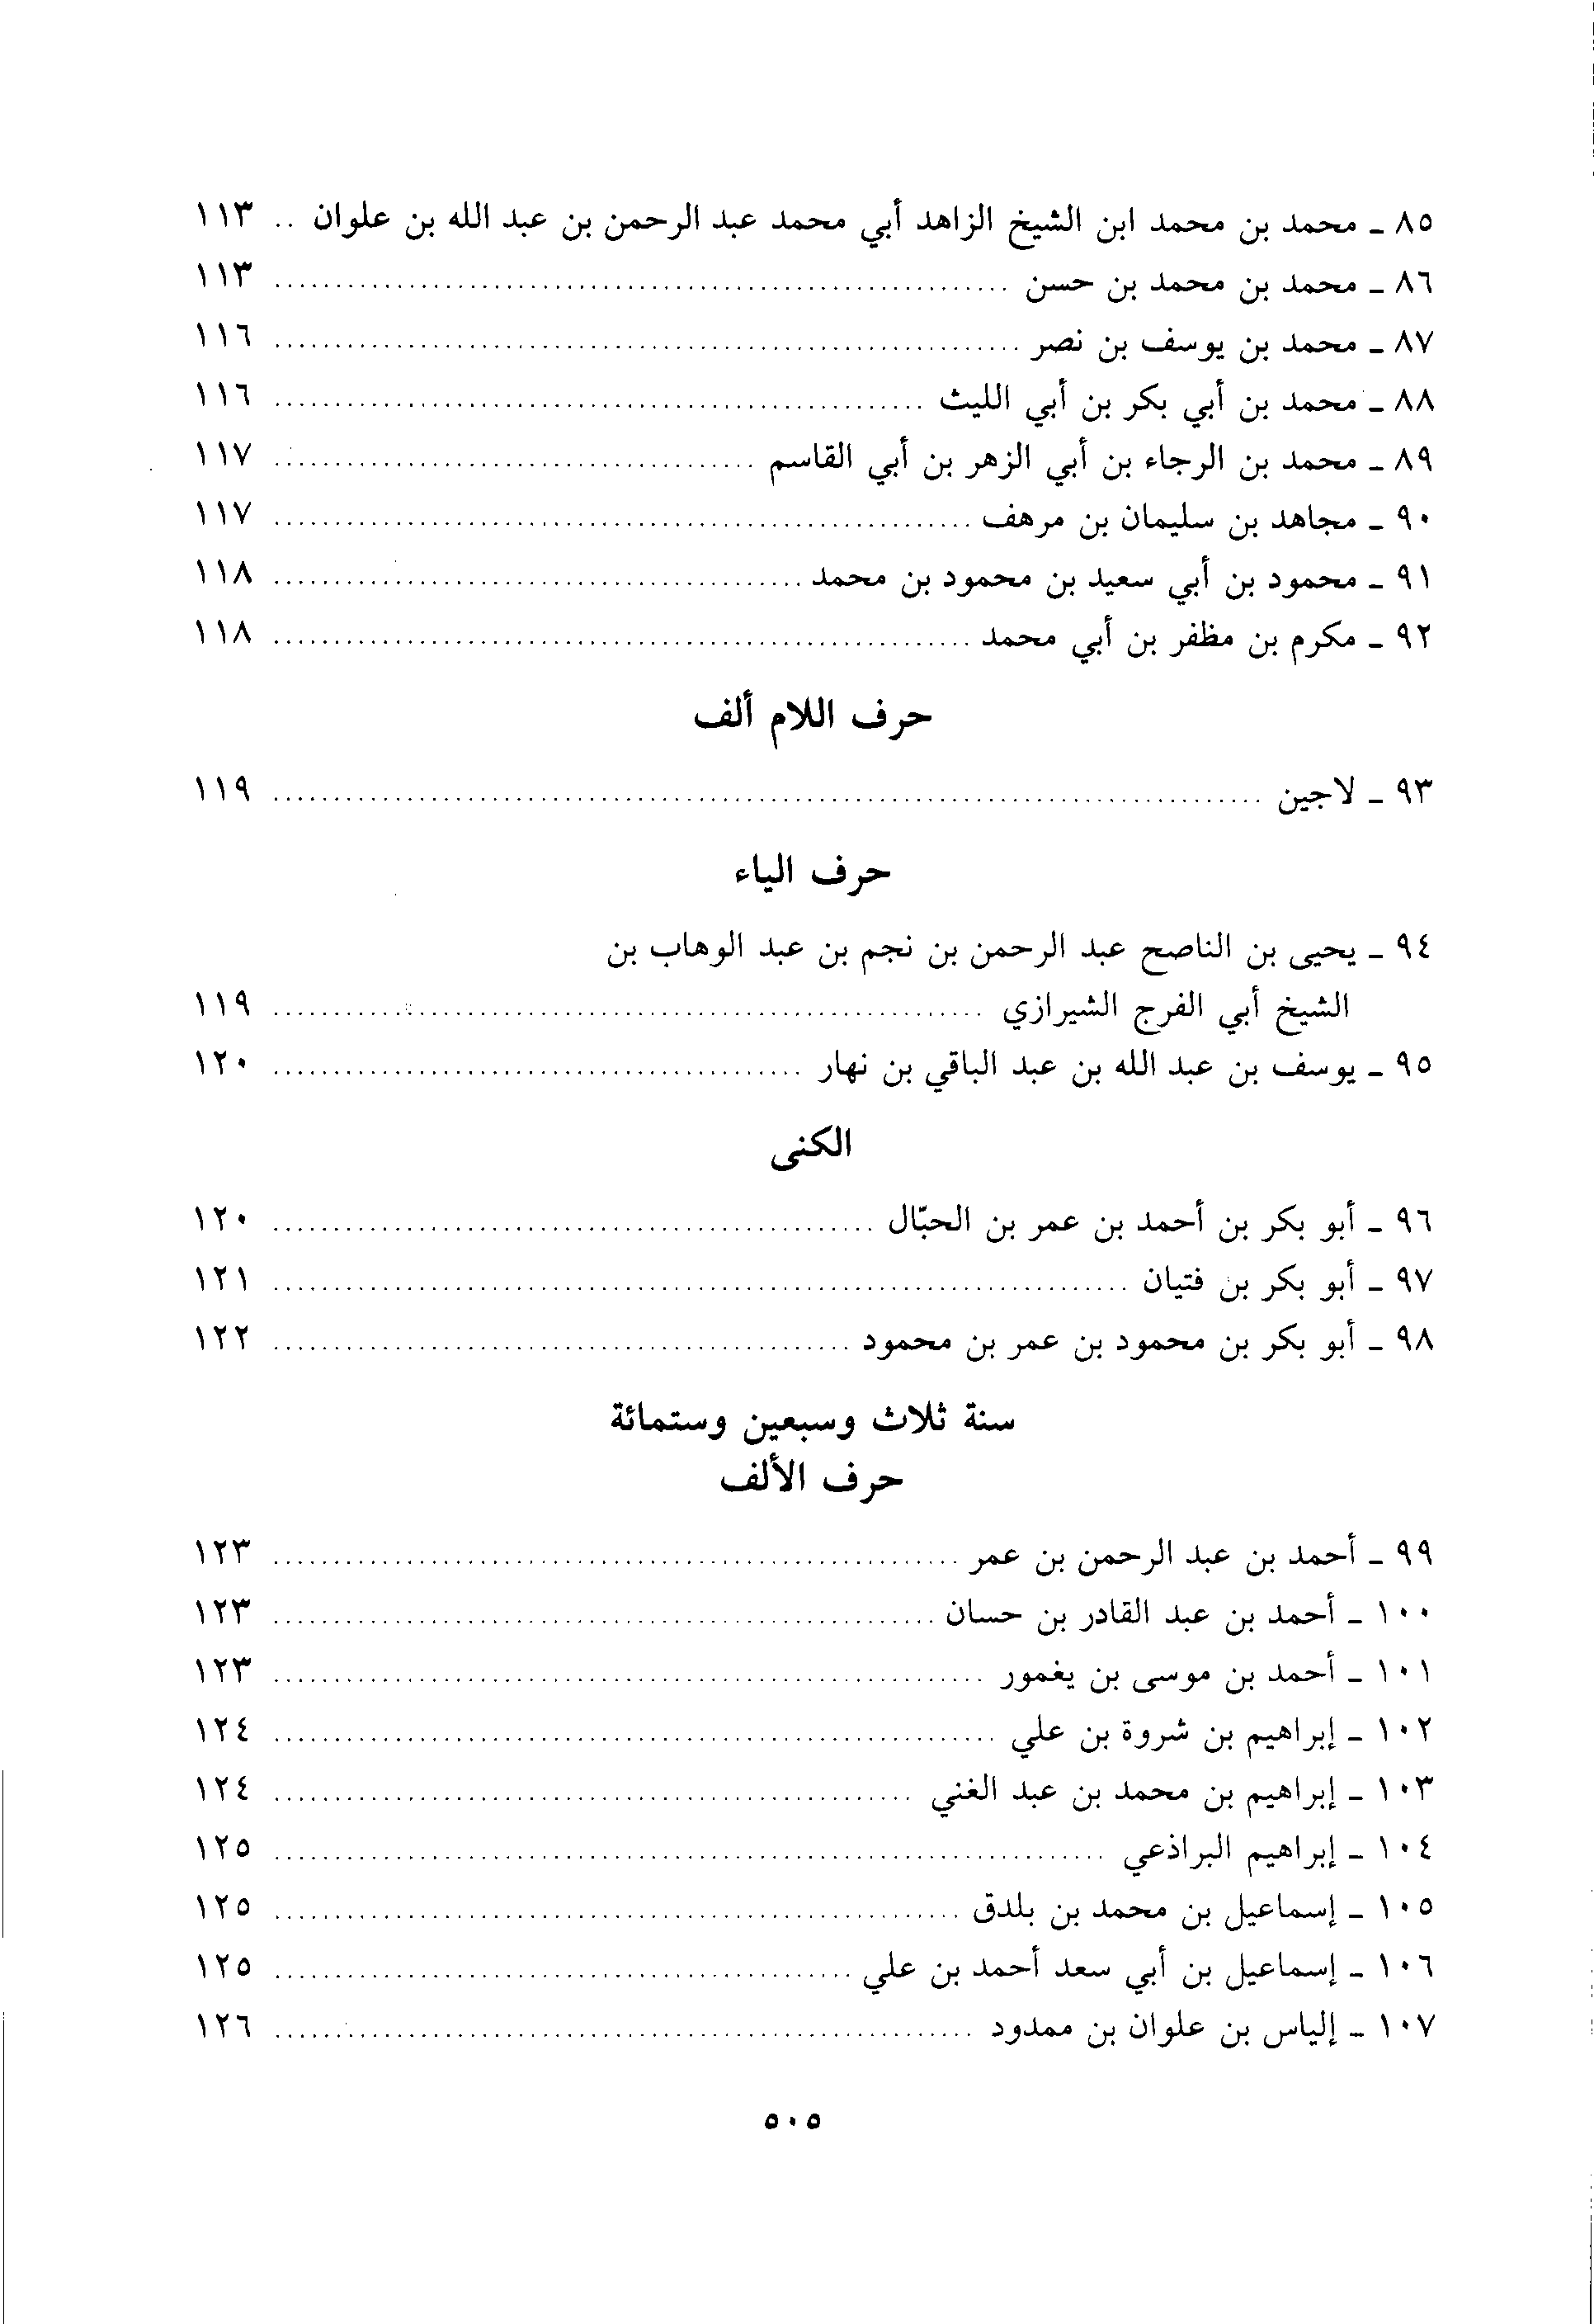 ٨٥ - محمد بن محمد ابن الشيخ الزاهد أبي محمد عبد الرحمن بن عبد الله بن علوان .. ١١٣
٨٦ - محمد بن محمد بن حسن ........ ١١٣
٨٧ - محمد بن يوسف بن نصر ........ ١١٦
٨٨ - محمد بن أبي بكر بن أبي الليث ........ ١١٦
٨٩ - محمد بن الرجاء بن أبي الزهر بن أبي القاسم ........ ١١٧
٩٠ - مجاهد بن سليمان بن مرهف ........ ١١٧
٩١ - محمود بن أبي سعيد بن محمود بن محمد ........ ١١٨
٩٢ - مكرم بن مظفر بن أبي محمد ........ ١١٨
حرف اللام ألف
٩٣ - لاجين ........ ١١٩
حرف الياء
٩٤ - يحيى بن الناصح عبد الرحمن بن نجم بن عبد الوهاب بن
الشيخ أبي الفرج الشيرازي ........ ١١٩
٩٥ - يوسف بن عبد الله بن عبد الباقي بن نهار ........ ١٢٠
الكنى
٩٦ - أبو بكر بن أحمد بن عمر بن الحبّال ........ ١٢٠
٩٧ - أبو بكر بن فتيان ........ ١٢١
٩٨ - أبو بكر بن محمود بن عمر بن محمود ........ ١٢٢
سنة ثلاث وسبعين وستمائة
حرف الألف
٩٩ - أحمد بن عبد الرحمن بن عمر ........ ١٢٣
١٠٠ - أحمد بن عبد القادر بن حسان ........ ١٢٣
١٠١ - أحمد بن موسى بن يغمور ........ ١٢٣
١٠٢ - إبراهيم بن شروة بن علي ........ ١٢٤
١٠٣ - إبراهيم بن محمد بن عبد الغني ........ ١٢٤
١٠٤ - إبراهيم البراذعي ........ ١٢٥
١٠٥ - إسماعيل بن محمد بن بلدق ........ ١٢٥
١٠٦ - إسماعيل بن أبي سعد أحمد بن علي ........ ١٢٥
١٠٧ - إلياس بن علوان بن ممدود ........ ١٢٦
٥٠٥